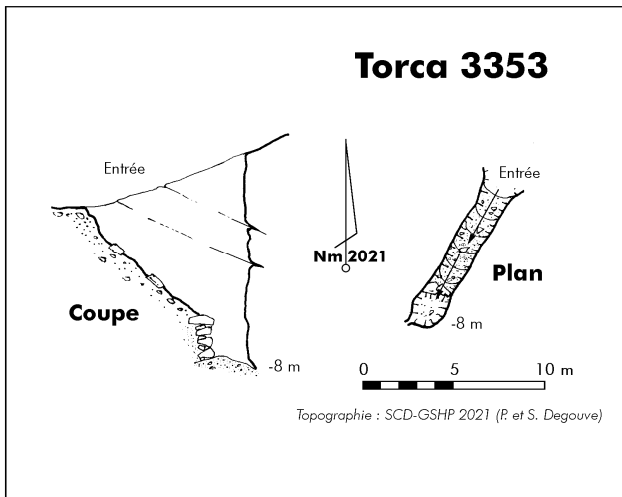 Torca 3353
Entrée
Entrée
Nm 2021
Plan
Coupe
-8 m
-8 m
0 5 10 m
Topographie : SCD-GSHP 2021 (P. et S. Degouve)